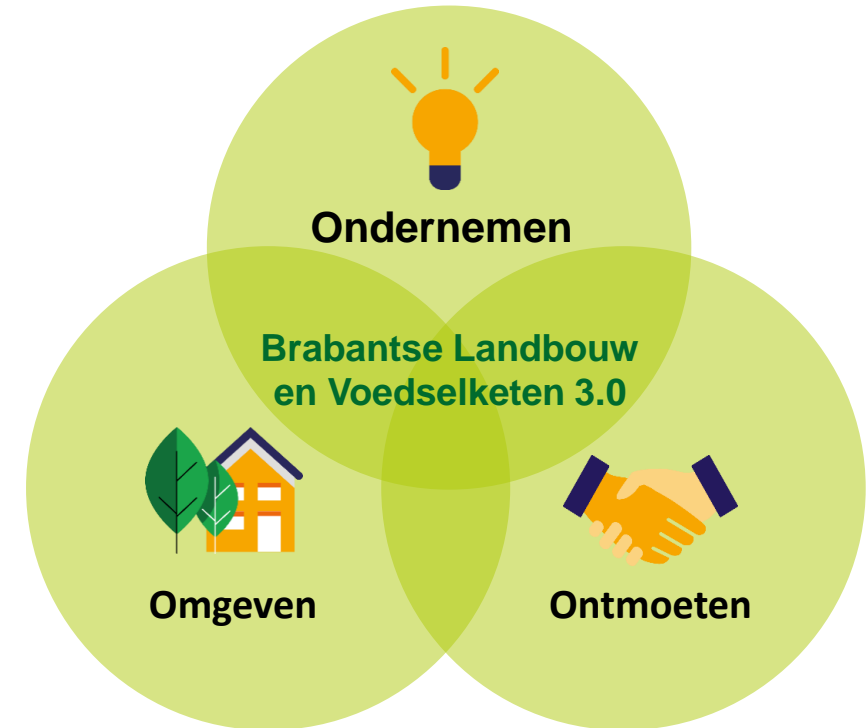 Ondernemen
Brabantse Landbouw
en Voedselketen 3.0
Omgeven
Ontmoeten